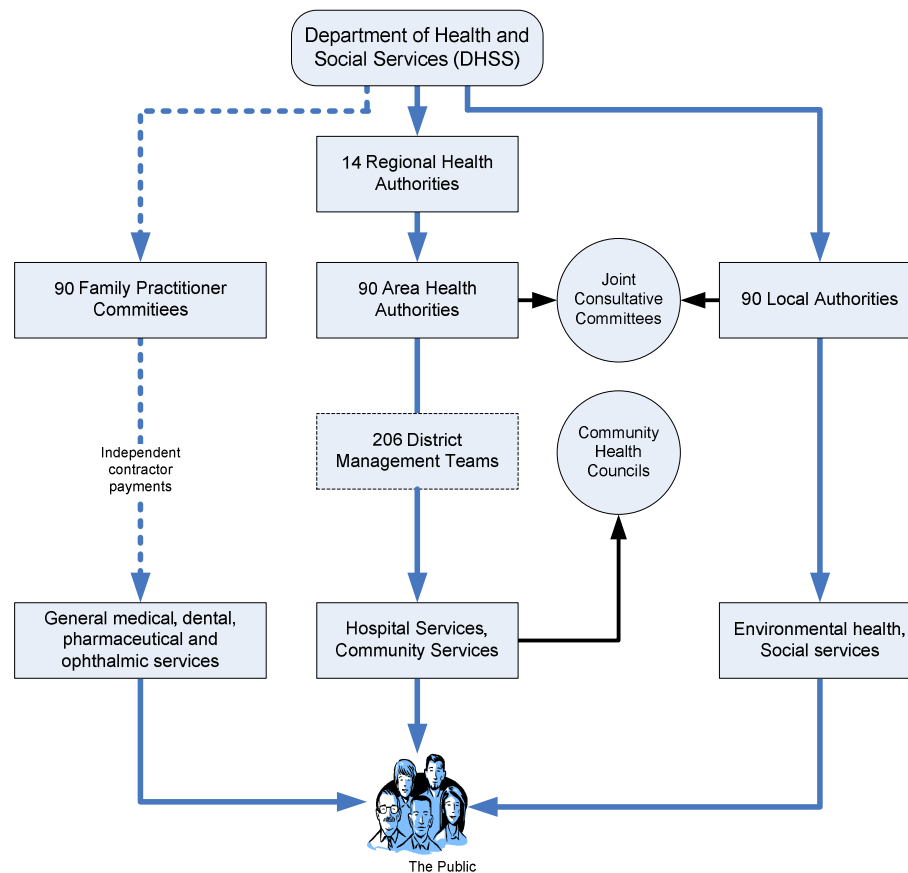 Department of Health and
Social Services (DHSS)
14 Regional Health
Authorities
90 Family Practitioner
Commitiees
90 Area Health
Authorities
Joint
Consultative
Committees
90 Local Authorities
206 District
Management Teams
Community
Health
Councils
Independent
contractor
payments
General medical, dental,
pharmaceutical and
ophthalmic services
Hospital Services,
Community Services
Environmental health,
Social services
The Public